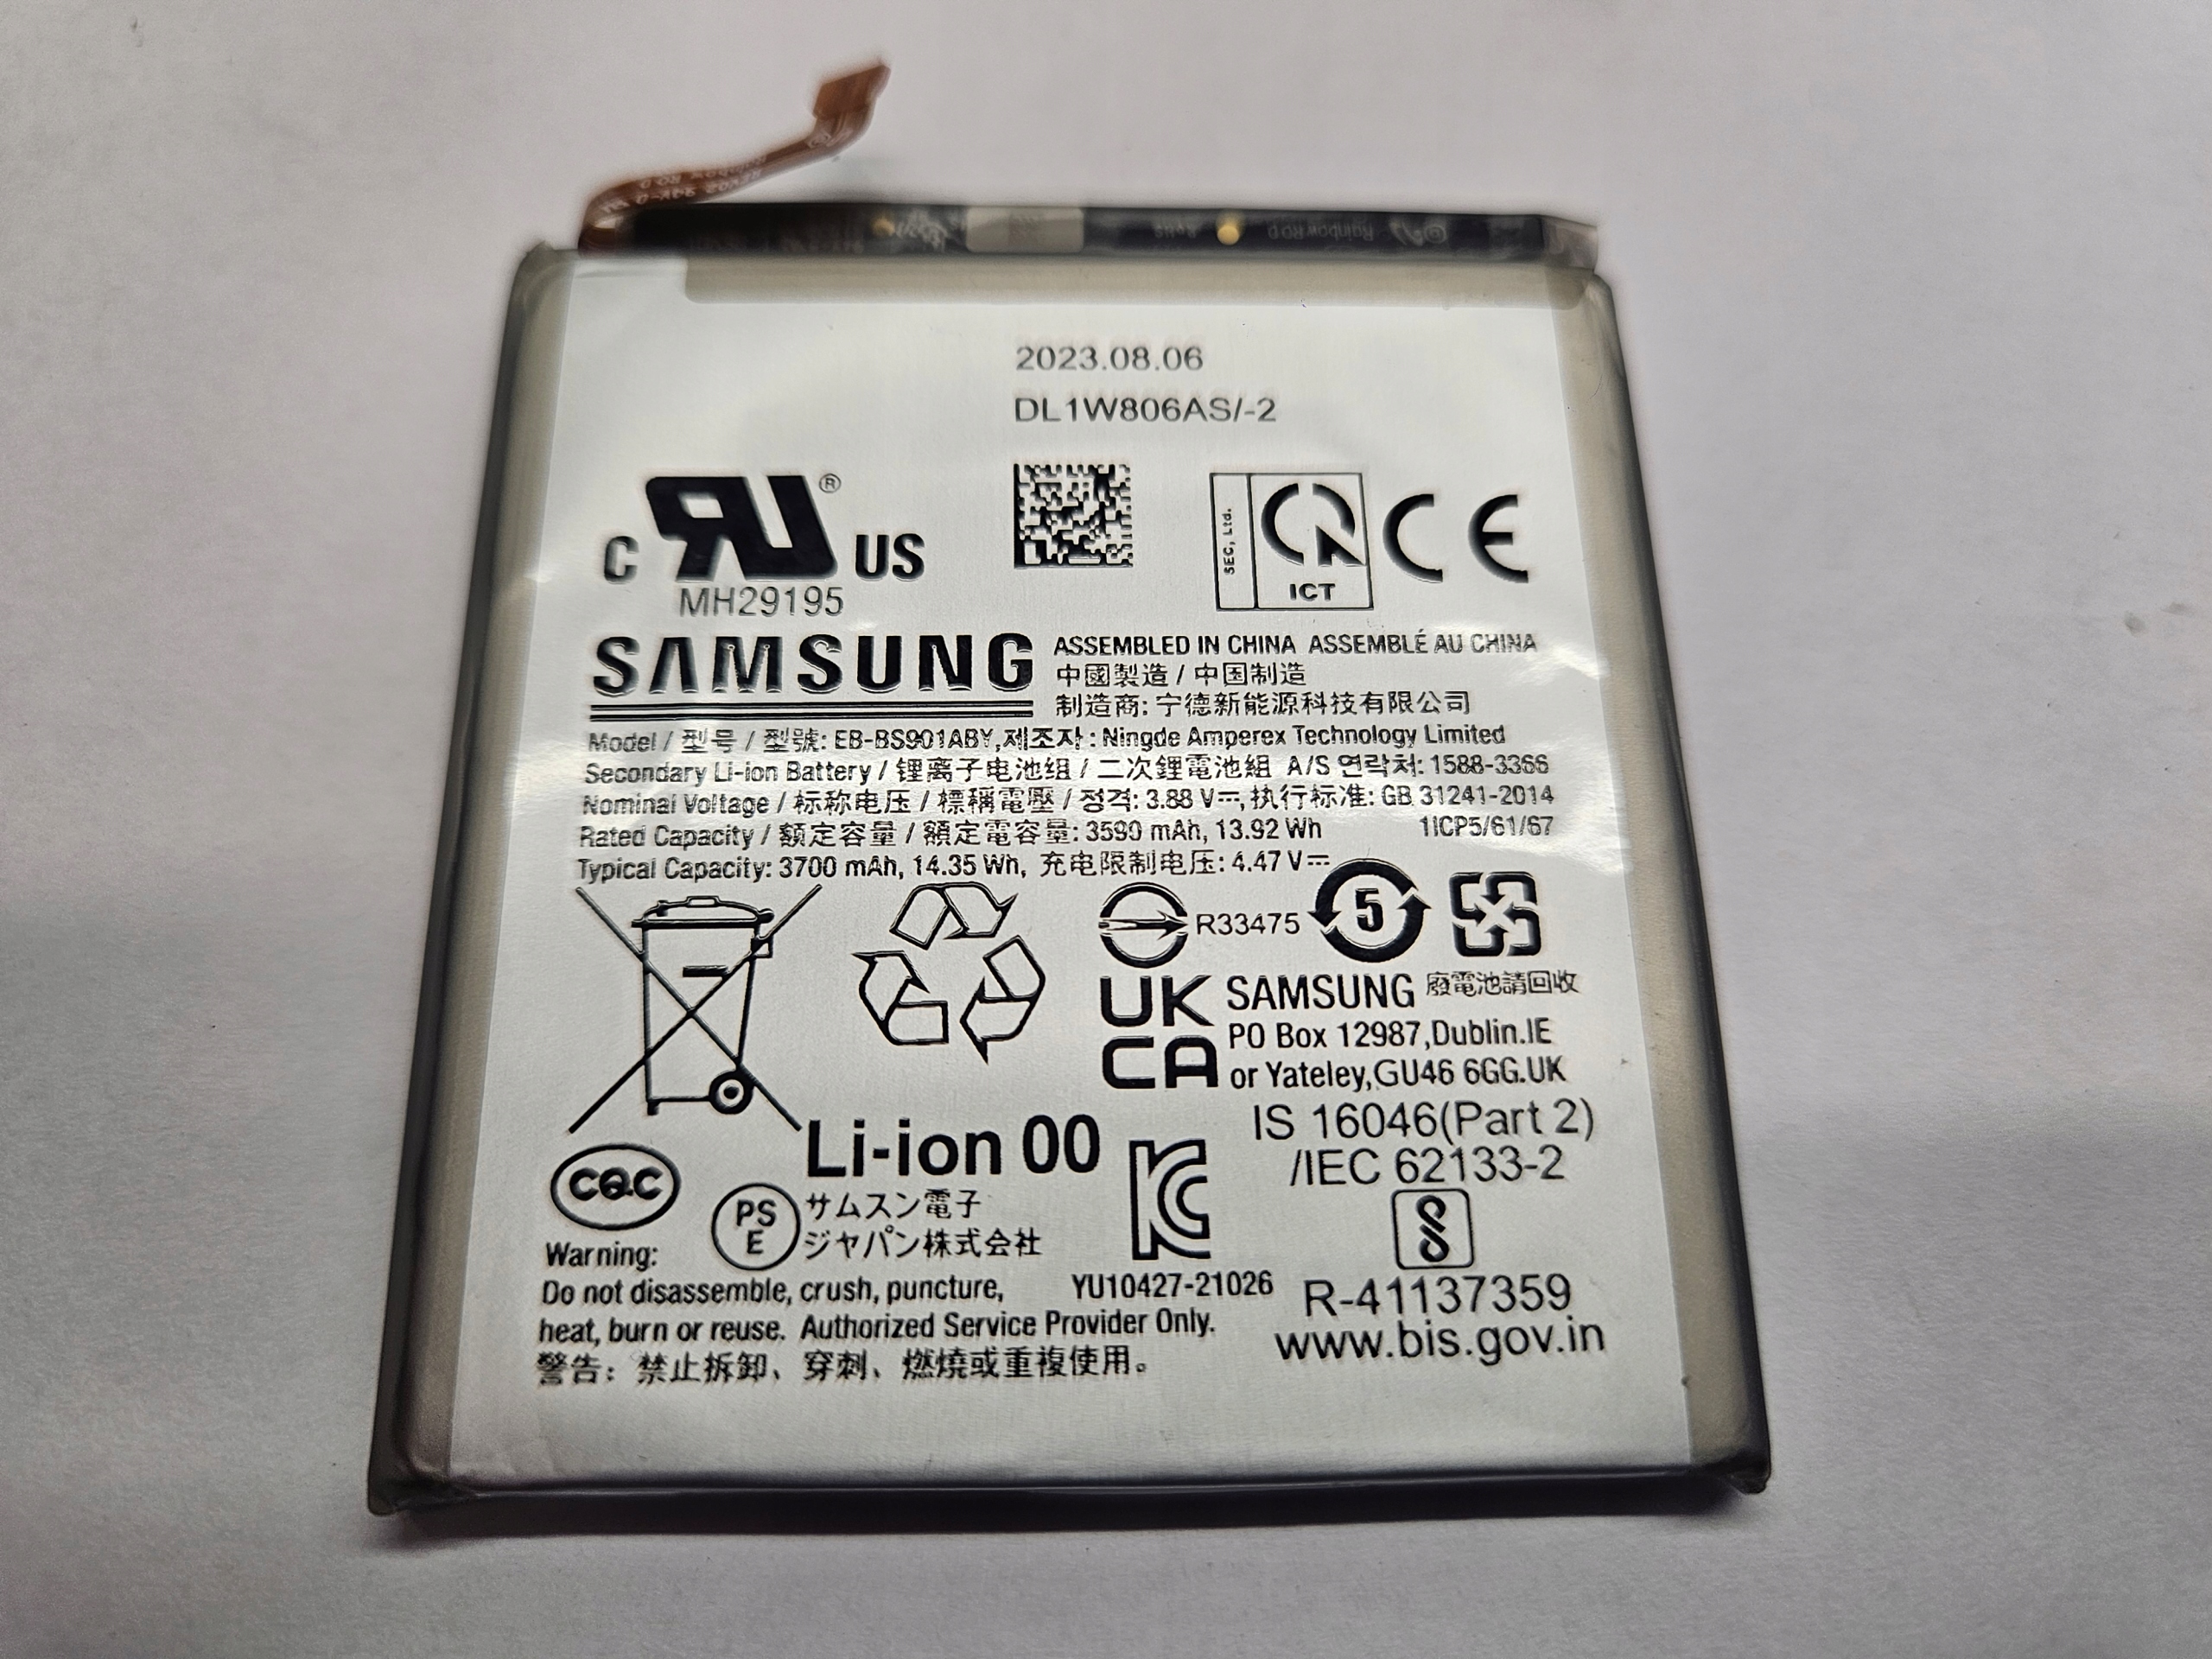 2023.08.06
DL1W806AS/-2
C RU® US
MH29195
SEC, Ltd.
ICT
CE
SAMSUNG
ASSEMBLED IN CHINA ASSEMBLÉ AU CHINA
中國製造 / 中国制造
制造商: 宁德新能源科技有限公司
Model / 型号 / 型號: EB-BS901ABY, 제조자 : Ningde Amperex Technology Limited
Secondary Li-ion Battery / 锂离子电池组 / 二次鋰電池組 A/S 연락처: 1588-3366
Nominal Voltage / 标称电压 / 標稱電壓 / 정격: 3.88 V⎓, 执行标准: GB 31241-2014
Rated Capacity / 额定容量 / 額定電容量: 3590 mAh, 13.92 Wh 1ICP5/61/67
Typical Capacity: 3700 mAh, 14.35 Wh, 充电限制电压: 4.47 V⎓
R33475
5
UK
CA
SAMSUNG 廢電池請回收
PO Box 12987,Dublin.IE
or Yateley,GU46 6GG.UK
Li-ion 00
IS 16046(Part 2)
/IEC 62133-2
CQC
PS
E
サムスン電子
ジャパン株式会社
YU10427-21026
R-41137359
www.bis.gov.in
Warning:
Do not disassemble, crush, puncture,
heat, burn or reuse. Authorized Service Provider Only.
警告: 禁止拆卸、穿刺、燃燒或重複使用。